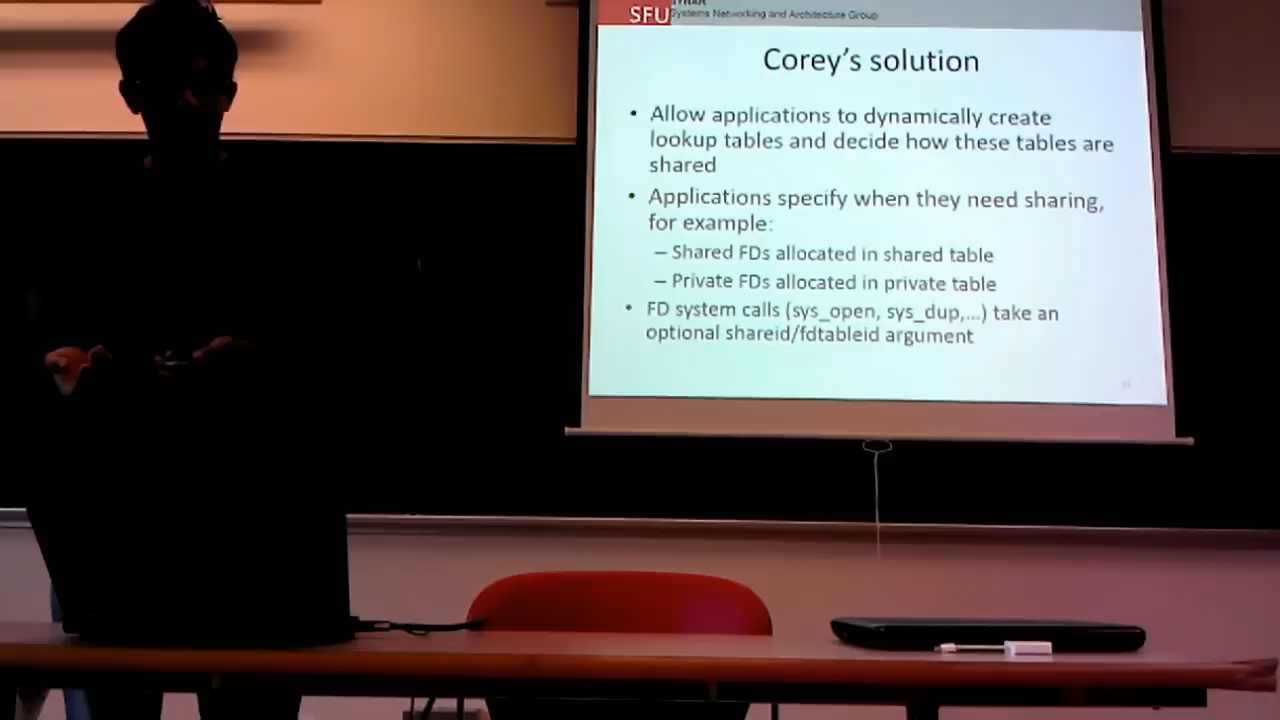 SYNAR
SFU Systems Networking and Architecture Group
Corey's solution
• Allow applications to dynamically create
lookup tables and decide how these tables are
shared
• Applications specify when they need sharing,
for example:
– Shared FDs allocated in shared table
– Private FDs allocated in private table
• FD system calls (sys_open, sys_dup,...) take an
optional shareid/fdtableid argument